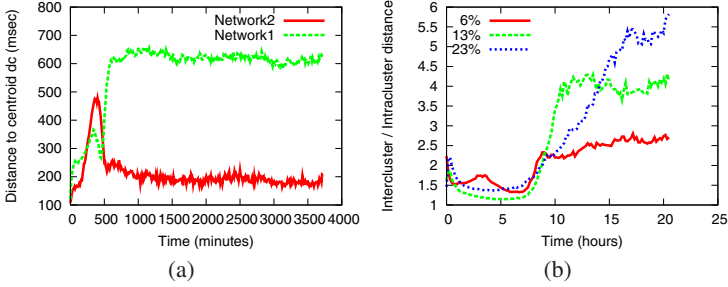 Distance to centroid dc (msec)
800
700
600
500
400
300
200
100
Network2
Network1
0 500 1000 1500 2000 2500 3000 3500 4000
Time (minutes)
(a)
Intercluster / Intracluster distance
6
5.5
5
4.5
4
3.5
3
2.5
2
1.5
1
6%
13%
23%
0 5 10 15 20 25
Time (hours)
(b)